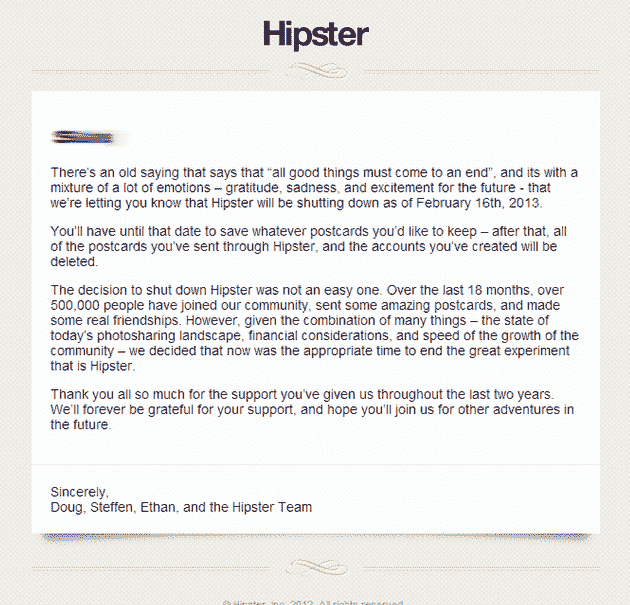 Hipster
There's an old saying that says that “all good things must come to an end”, and its with a
mixture of a lot of emotions – gratitude, sadness, and excitement for the future - that
we're letting you know that Hipster will be shutting down as of February 16th, 2013.
You'll have until that date to save whatever postcards you'd like to keep – after that, all
of the postcards you've sent through Hipster, and the accounts you've created will be
deleted.
The decision to shut down Hipster was not an easy one. Over the last 18 months, over
500,000 people have joined our community, sent some amazing postcards, and made
some real friendships. However, given the combination of many things – the state of
today's photosharing landscape, financial considerations, and speed of the growth of the
community – we decided that now was the appropriate time to end the great experiment
that is Hipster.
Thank you all so much for the support you've given us throughout the last two years.
We'll forever be grateful for your support, and hope you'll join us for other adventures in
the future.
Sincerely,
Doug, Steffen, Ethan, and the Hipster Team
© Hipster, Inc. 2012. All rights reserved.